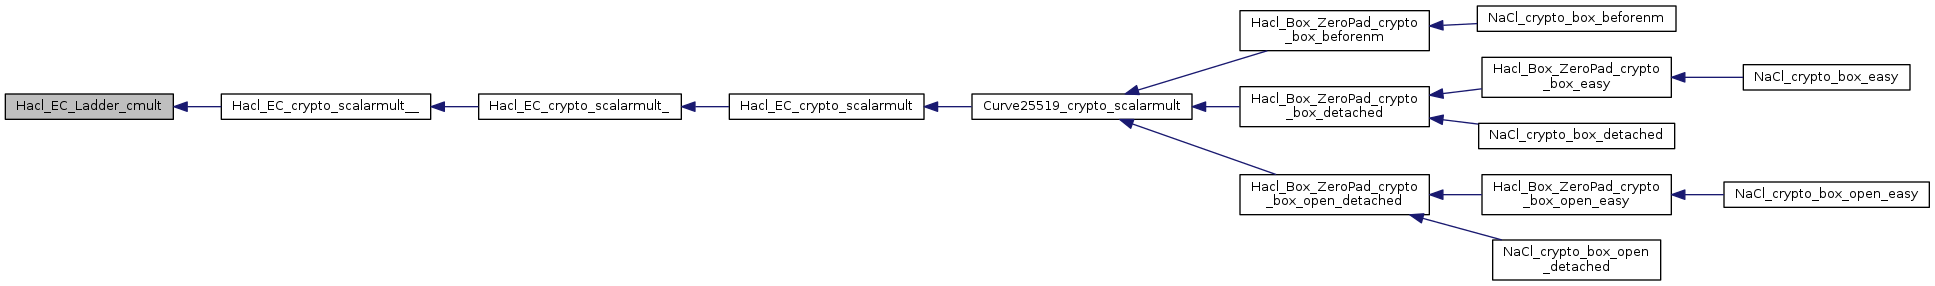 Hacl_EC_Ladder_cmult
Hacl_EC_crypto_scalarmult__
Hacl_EC_crypto_scalarmult_
Hacl_EC_crypto_scalarmult
Curve25519_crypto_scalarmult
Hacl_Box_ZeroPad_crypto
_box_beforenm
NaCl_crypto_box_beforenm
Hacl_Box_ZeroPad_crypto
_box_detached
Hacl_Box_ZeroPad_crypto
_box_easy
NaCl_crypto_box_easy
NaCl_crypto_box_detached
Hacl_Box_ZeroPad_crypto
_box_open_detached
Hacl_Box_ZeroPad_crypto
_box_open_easy
NaCl_crypto_box_open_easy
NaCl_crypto_box_open
_detached